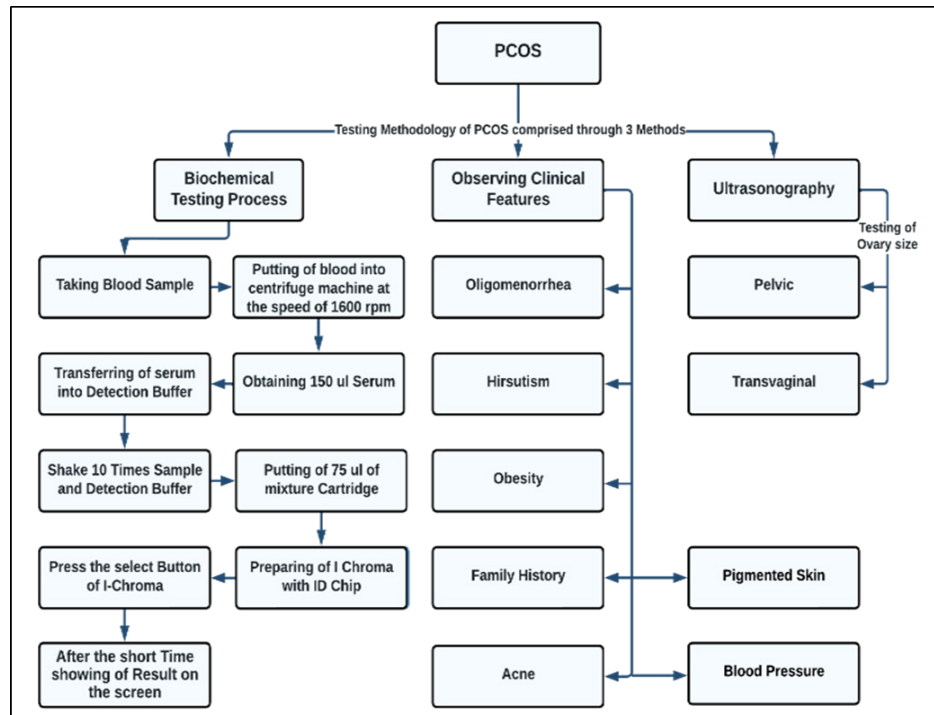 PCOS
Testing Methodology of PCOS comprised through 3 Methods
Biochemical
Testing Process
Observing Clinical
Features
Ultrasonography
Testing of
Ovary size
Taking Blood Sample
Putting of blood into
centrifuge machine at
the speed of 1600 rpm
Oligomenorrhea
Pelvic
Transferring of serum
into Detection Buffer
Obtaining 150 ul Serum
Hirsutism
Transvaginal
Shake 10 Times Sample
and Detection Buffer
Putting of 75 ul of
mixture Cartridge
Obesity
Press the select Button
of I-Chroma
Preparing of I Chroma
with ID Chip
Family History
Pigmented Skin
After the short Time
showing of Result on
the screen
Acne
Blood Pressure